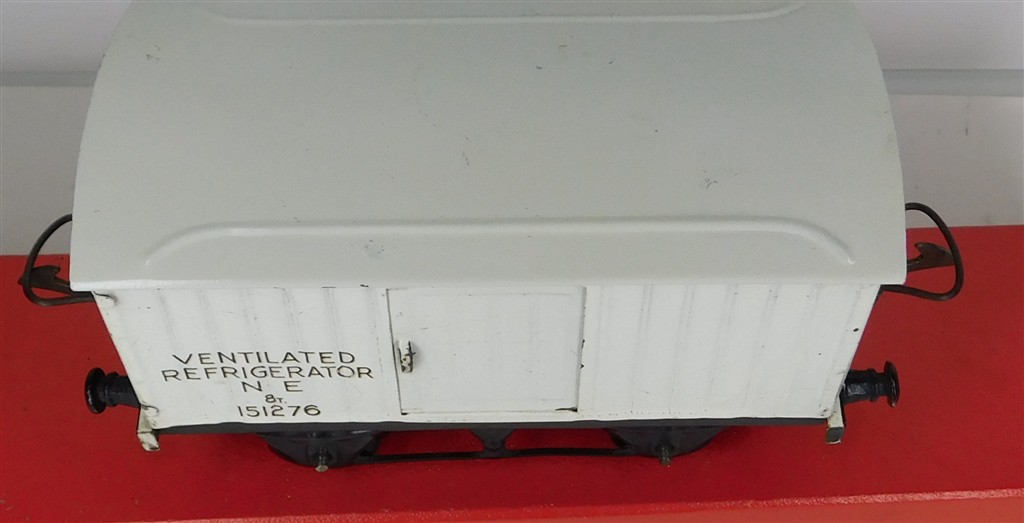 VENTILATED
REFRIGERATOR
N E
8T.
151276